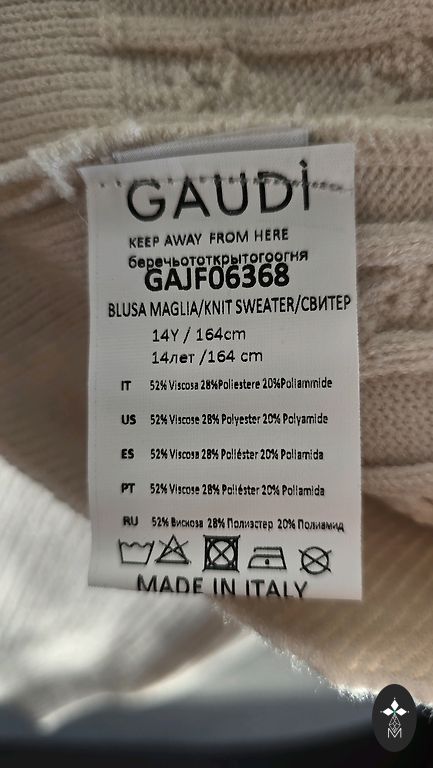 GAUDİ
KEEP AWAY FROM HERE
беречьототкрытогоогня
GAJF06368
BLUSA MAGLIA/KNIT SWEATER/СВИТЕР
14Y / 164cm
14лет /164 cm
IT 52% Viscosa 28%Poliestere 20%Poliammide
US 52% Viscose 28% Polyester 20% Polyamide
ES 52% Viscosa 28% Poliéster 20% Poliamida
PT 52% Viscose 28% Poliéster 20% Poliamida
RU 52% Вискоза 28% Полиэстер 20% Полиамид
MADE IN ITALY
M